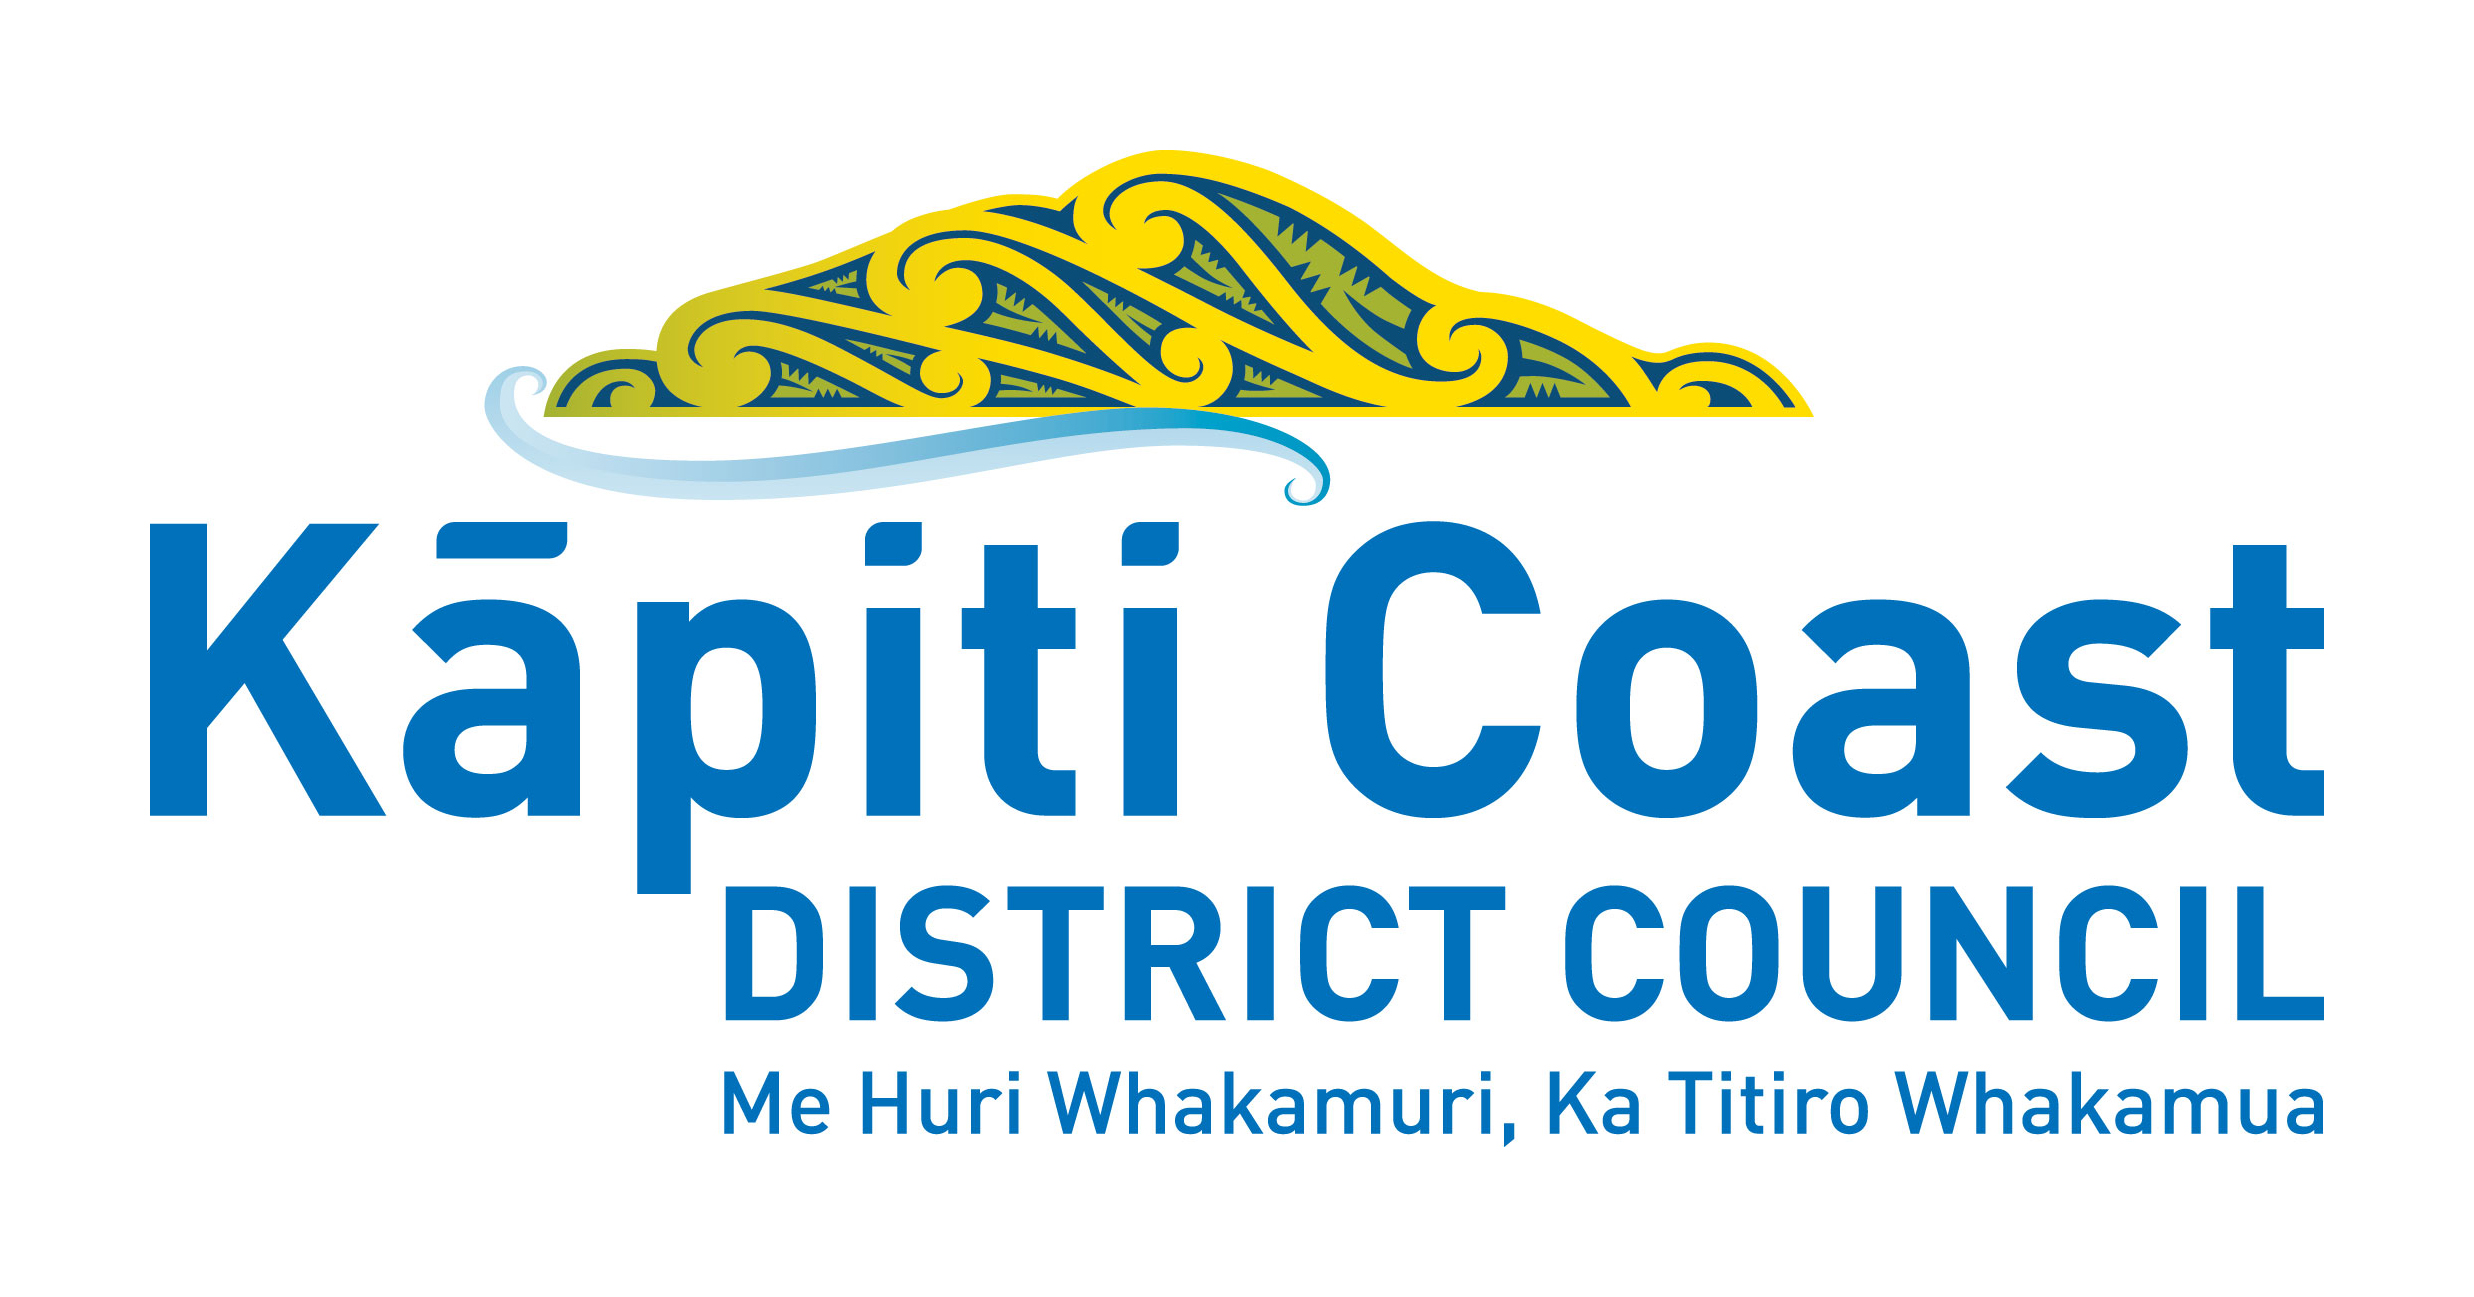 Kāpiti Coast
DISTRICT COUNCIL
Me Huri Whakamuri, Ka Titiro Whakamua